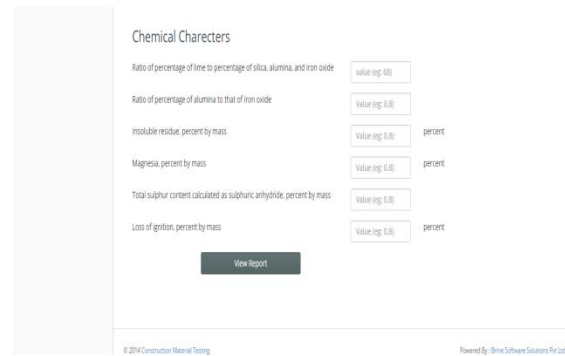 Chemical Charecters
Ratio of percentage of lime to percentage of silica, alumina, and iron oxide value (eg: 68)
Ratio of percentage of alumina to that of iron oxide Value (eg: 0.8)
Insoluble residue, percent by mass Value (eg: 0.8) percent
Magnesia, percent by mass Value (eg: 0.8) percent
Total sulphur content calculated as sulphuric anhydride, percent by mass Value (eg: 0.8)
Loss of ignition, percent by mass Value (eg: 0.8) percent
View Report
© 2014 Construction Material Testing Powered By : Brine Software Solutions Pvt Ltd